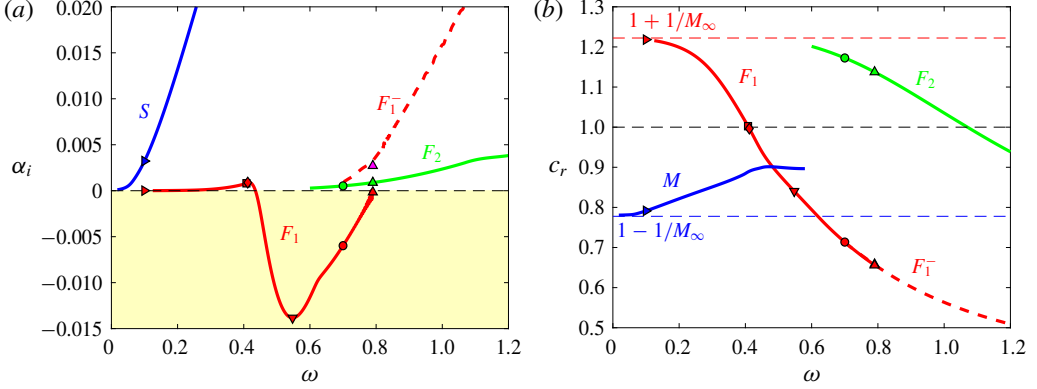 (a)
0.020
0.015
0.010
0.005
0
−0.005
−0.010
−0.015
α_i
S
F_1^−
F_2
F_1
0 0.2 0.4 0.6 0.8 1.0 1.2
ω
(b)
1.3
1.2
1.1
1.0
0.9
0.8
0.7
0.6
0.5
c_r
1 + 1/M_∞
F_1
F_2
M
1 − 1/M_∞
F_1^−
0 0.2 0.4 0.6 0.8 1.0 1.2
ω